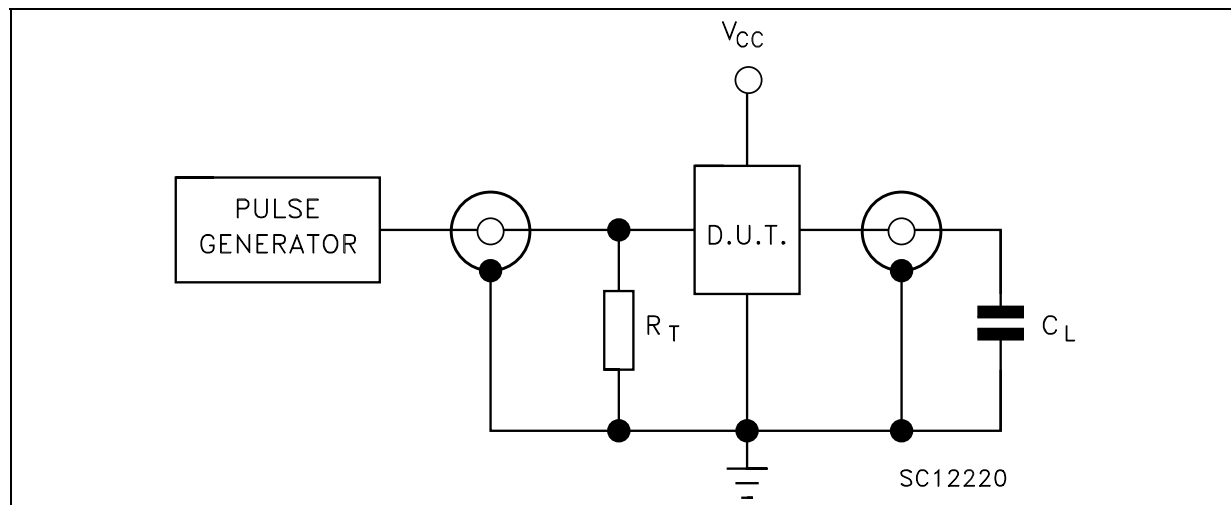 VCC
PULSE
GENERATOR
D.U.T.
RT
CL
SC12220